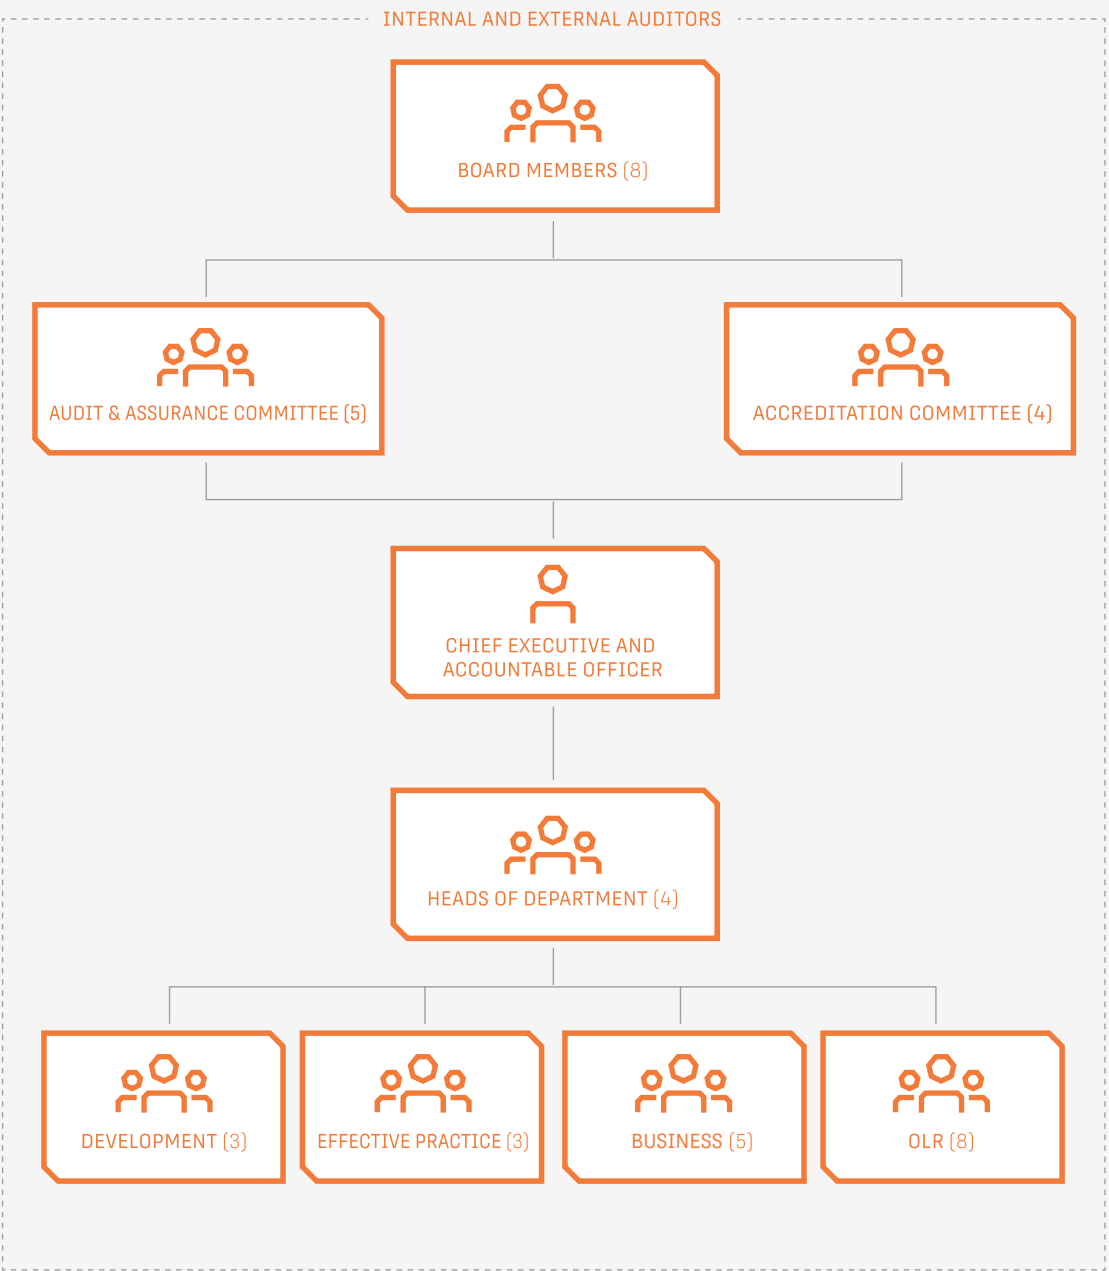 INTERNAL AND EXTERNAL AUDITORS
BOARD MEMBERS (8)
AUDIT & ASSURANCE COMMITTEE (5)
ACCREDITATION COMMITTEE (4)
CHIEF EXECUTIVE AND
ACCOUNTABLE OFFICER
HEADS OF DEPARTMENT (4)
DEVELOPMENT (3)
EFFECTIVE PRACTICE (3)
BUSINESS (5)
OLR (8)